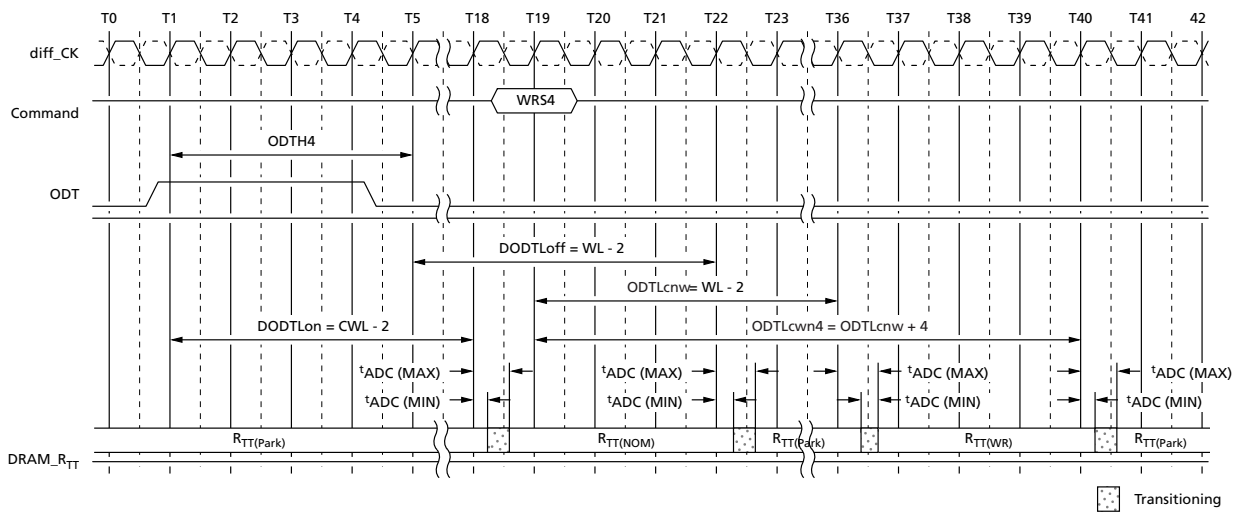 T0 T1 T2 T3 T4 T5 T18 T19 T20 T21 T22 T23 T36 T37 T38 T39 T40 T41 42
diff_CK
Command
WRS4
ODTH4
ODT
DODTLoff = WL - 2
ODTLcnw= WL - 2
DODTLon = CWL - 2
ODTLcwn4 = ODTLcnw + 4
tADC (MAX) tADC (MAX) tADC (MAX) tADC (MAX)
tADC (MIN) tADC (MIN) tADC (MIN) tADC (MIN)
DRAM_RTT
RTT(Park) RTT(NOM) RTT(Park) RTT(WR) RTT(Park)
Transitioning